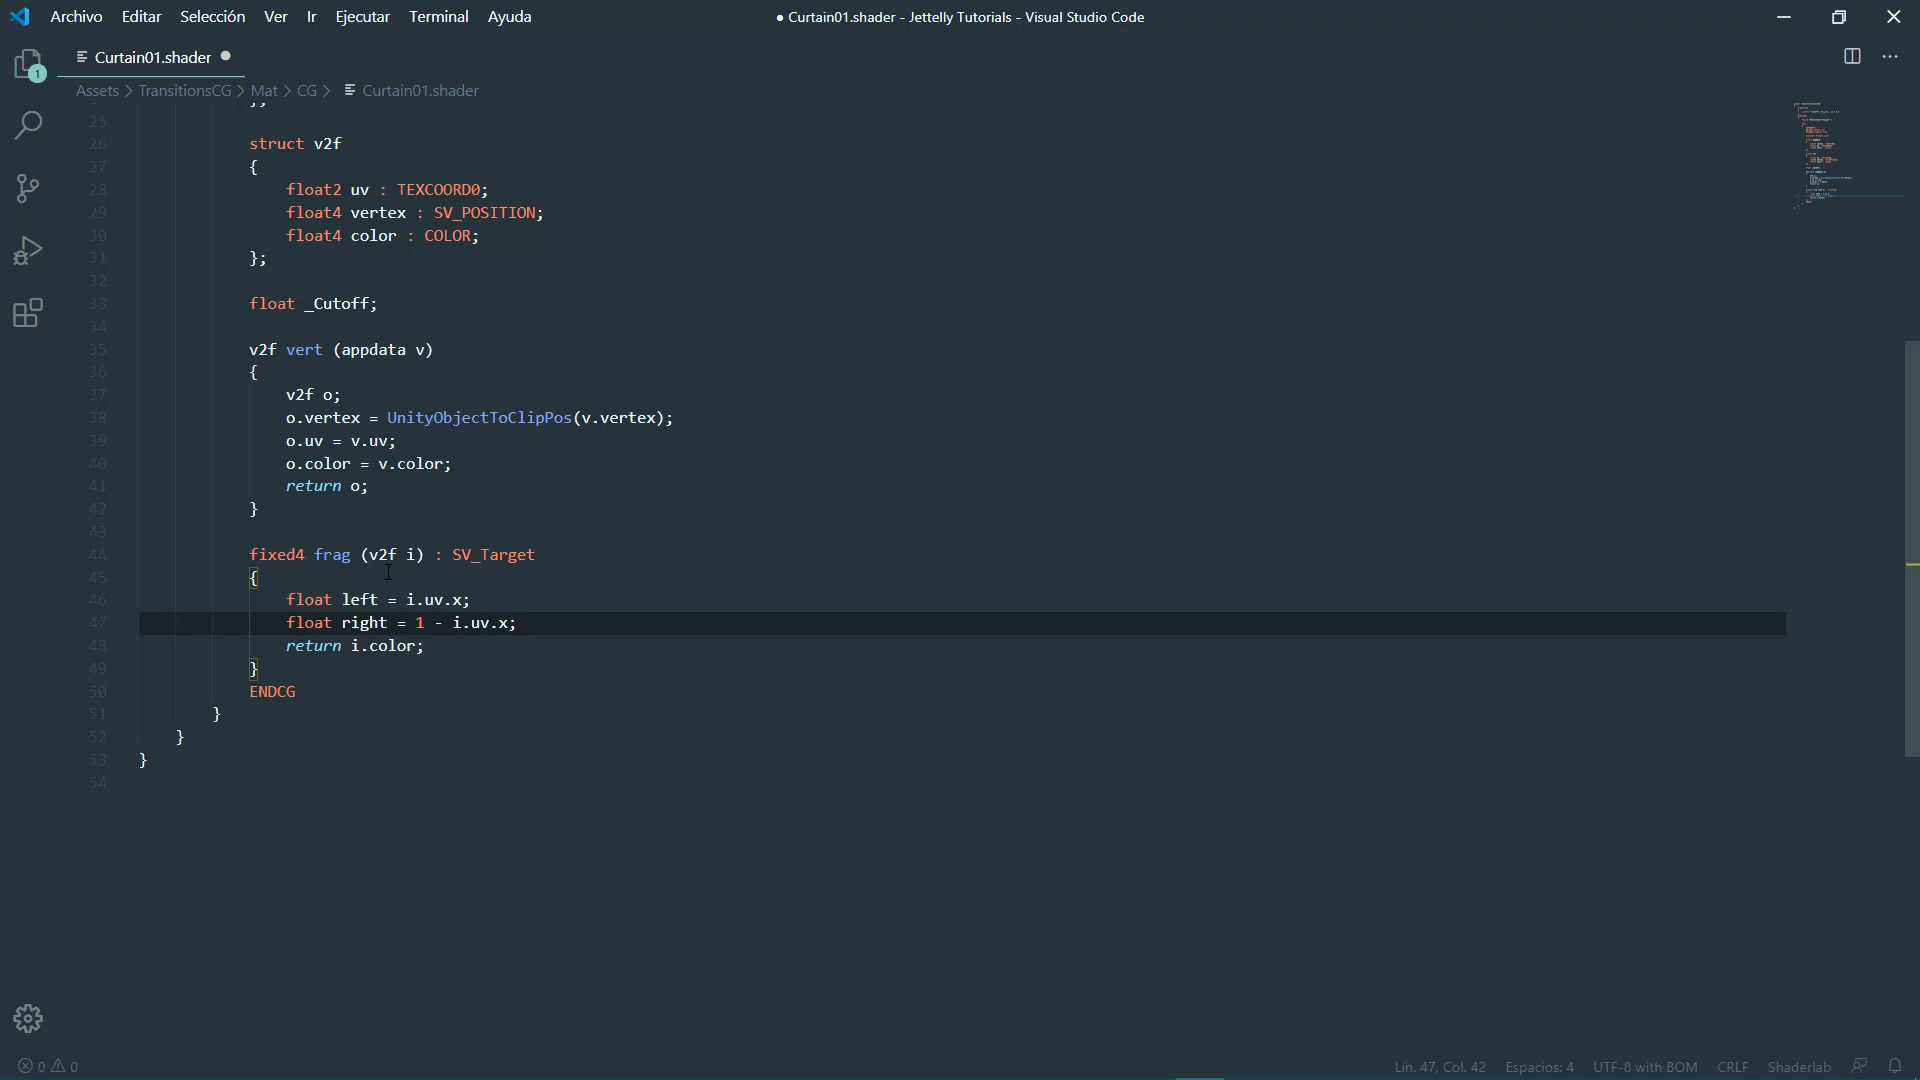 Archivo Editar Selección Ver Ir Ejecutar Terminal Ayuda
● Curtain01.shader - Jettelly Tutorials - Visual Studio Code
Curtain01.shader
1
Assets > TransitionsCG > Mat > CG > Curtain01.shader
25
26 struct v2f
27 {
28 float2 uv : TEXCOORD0;
29 float4 vertex : SV_POSITION;
30 float4 color : COLOR;
31 };
32
33 float _Cutoff;
34
35 v2f vert (appdata v)
36 {
37 v2f o;
38 o.vertex = UnityObjectToClipPos(v.vertex);
39 o.uv = v.uv;
40 o.color = v.color;
41 return o;
42 }
43
44 fixed4 frag (v2f i) : SV_Target
45 {
46 float left = i.uv.x;
47 float right = 1 - i.uv.x;
48 return i.color;
49 }
50 ENDCG
51 }
52 }
53 }
54
0 0 Lín. 47, Col. 42 Espacios: 4 UTF-8 with BOM CRLF Shaderlab